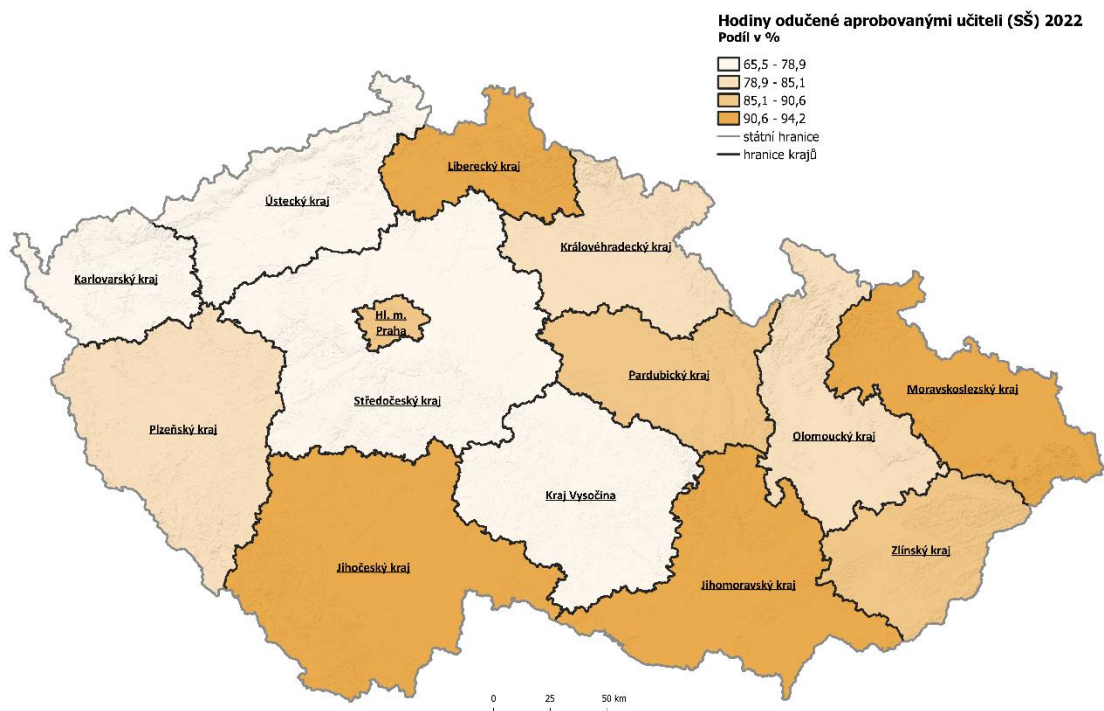 Hodiny odučené aprobovanými učiteli (SŠ) 2022
Podíl v %
65,5 - 78,9
78,9 - 85,1
85,1 - 90,6
90,6 - 94,2
státní hranice
hranice krajů
Liberecký kraj
Ústecký kraj
Královéhradecký kraj
Karlovarský kraj
Hl. m.
Praha
Pardubický kraj
Moravskoslezský kraj
Středočeský kraj
Plzeňský kraj
Olomoucký kraj
Kraj Vysočina
Zlínský kraj
Jihočeský kraj
Jihomoravský kraj
0 25 50 km